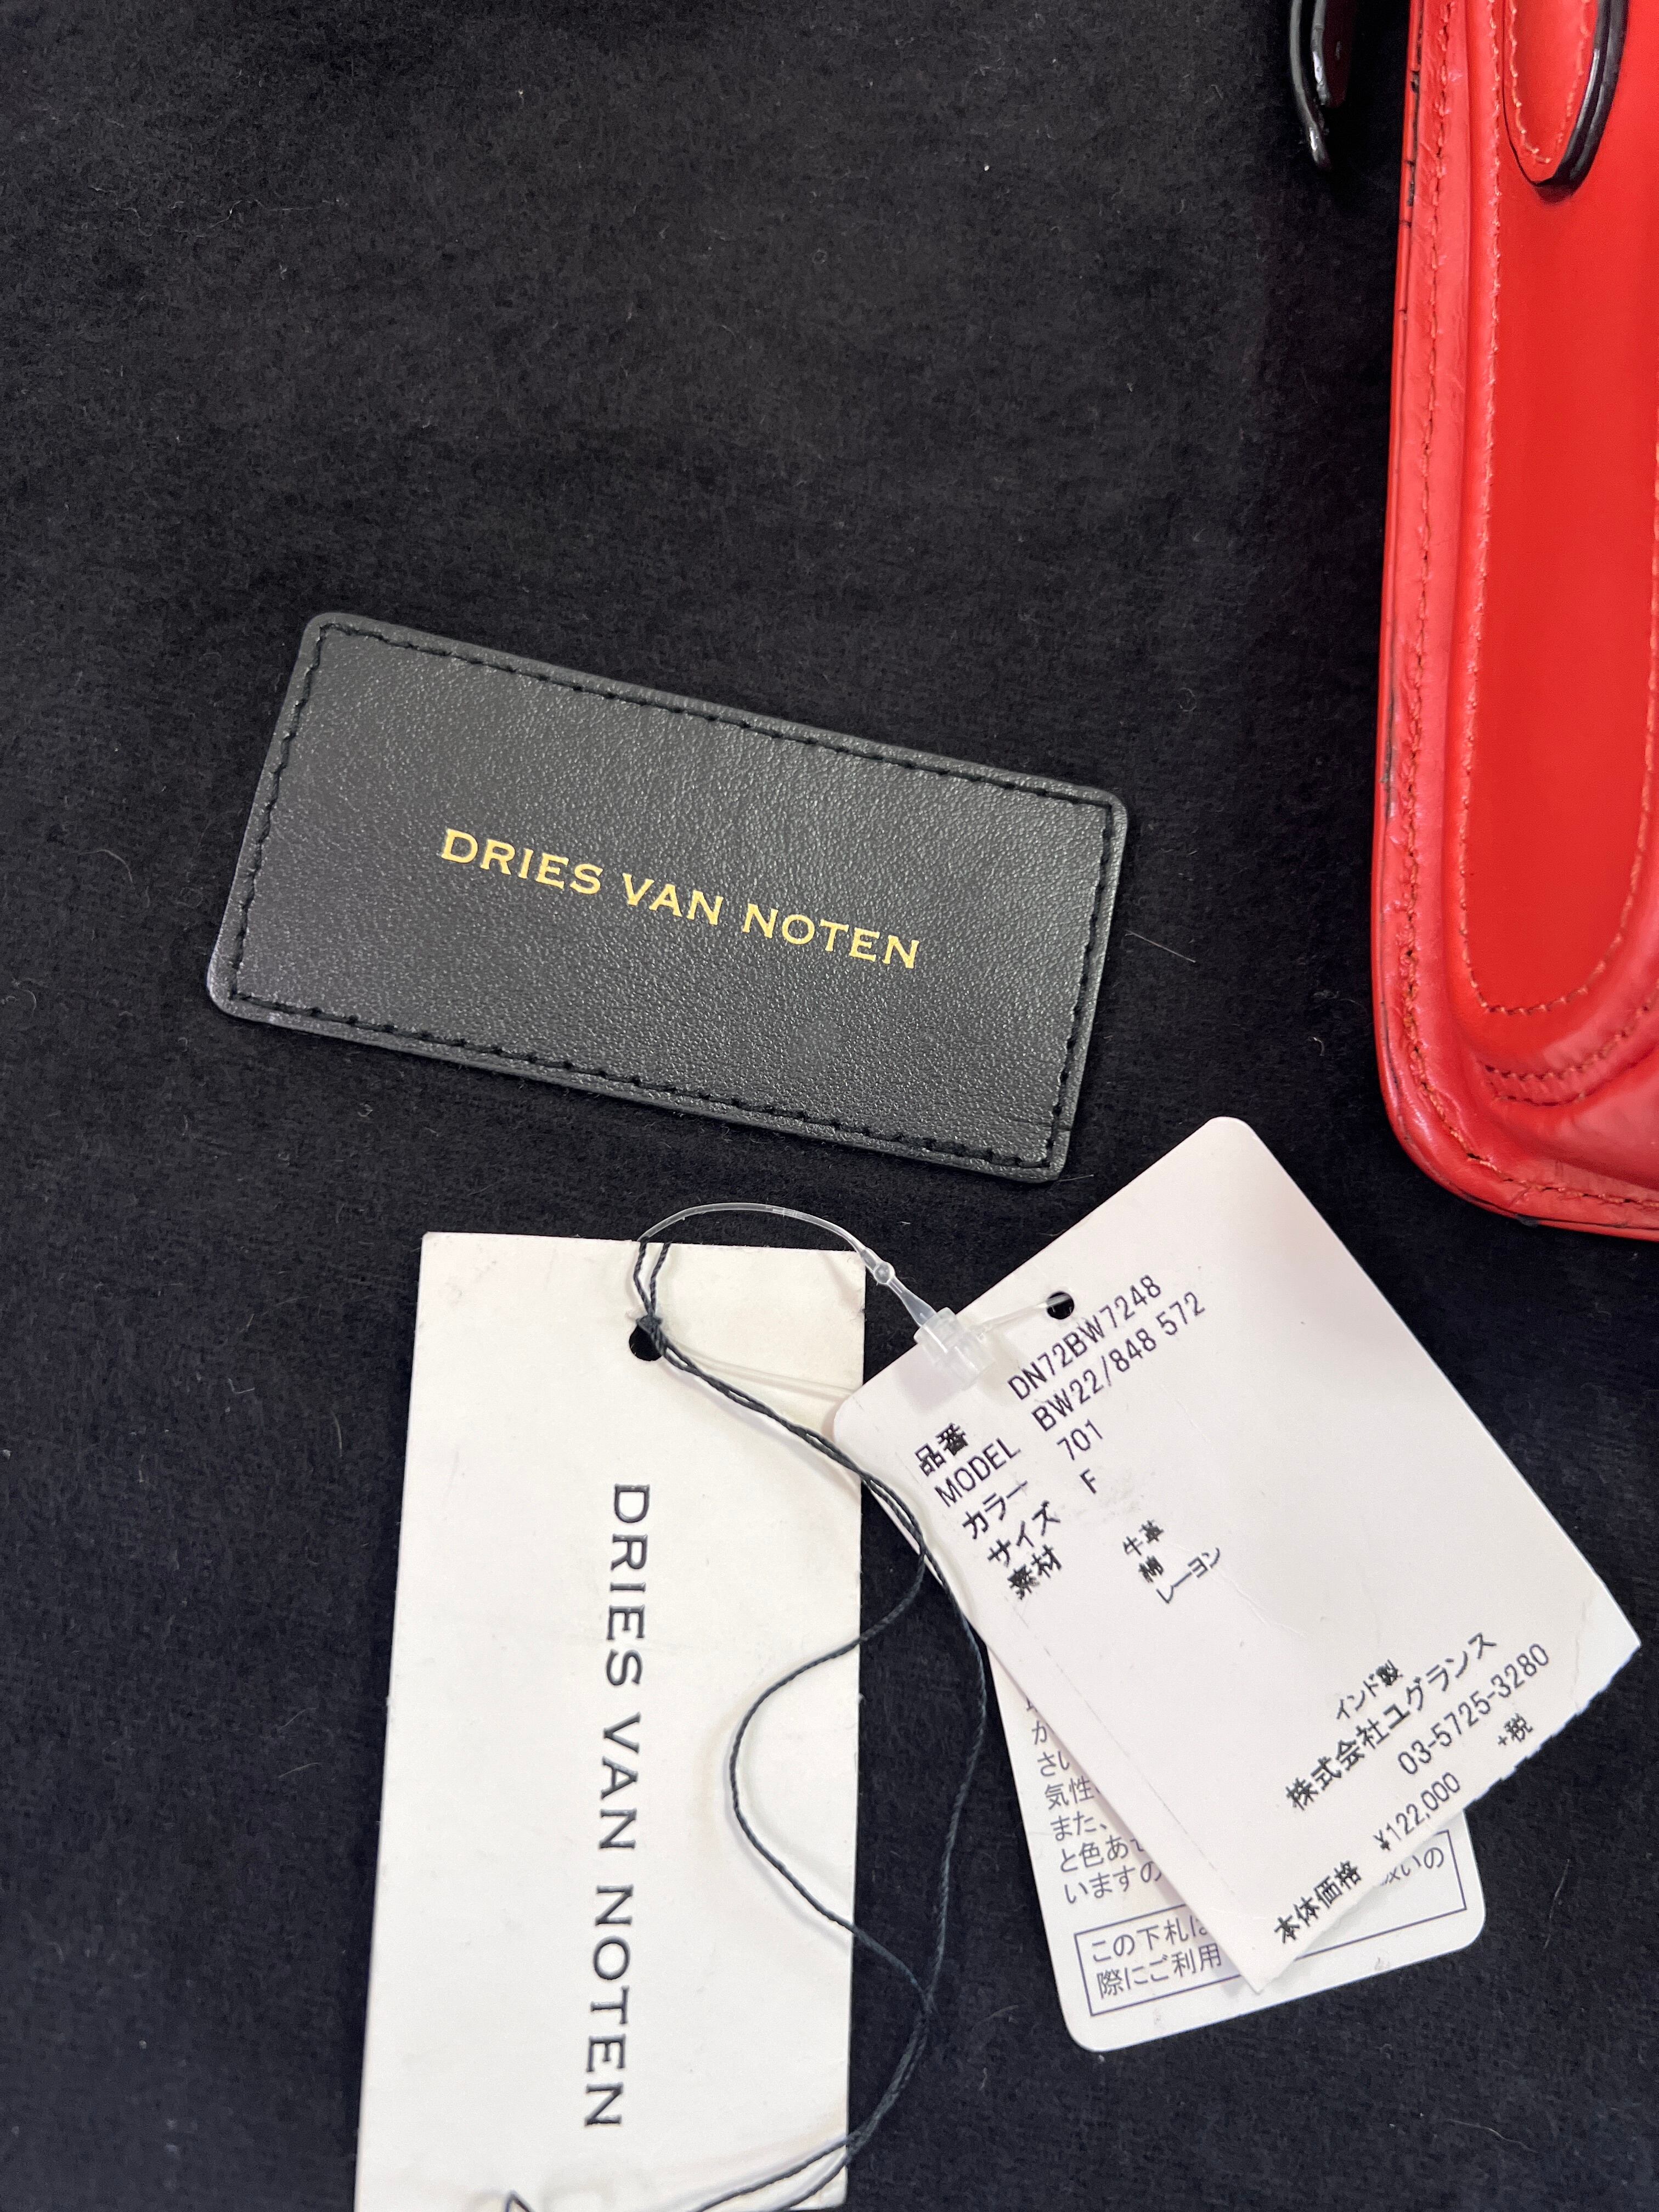 DRIES VAN NOTEN
DRIES VAN NOTEN
品番 DN72BW7248
MODEL BW22/848 572
カラー 701
サイズ F
素材 牛革
綿
レーヨン
インド製
株式会社ユグランス
03-5725-3280
+税
本体価格 ¥122,000
か
さい
気性
また、
と色あ
いますの
扱いの
この下札は
際にご利用